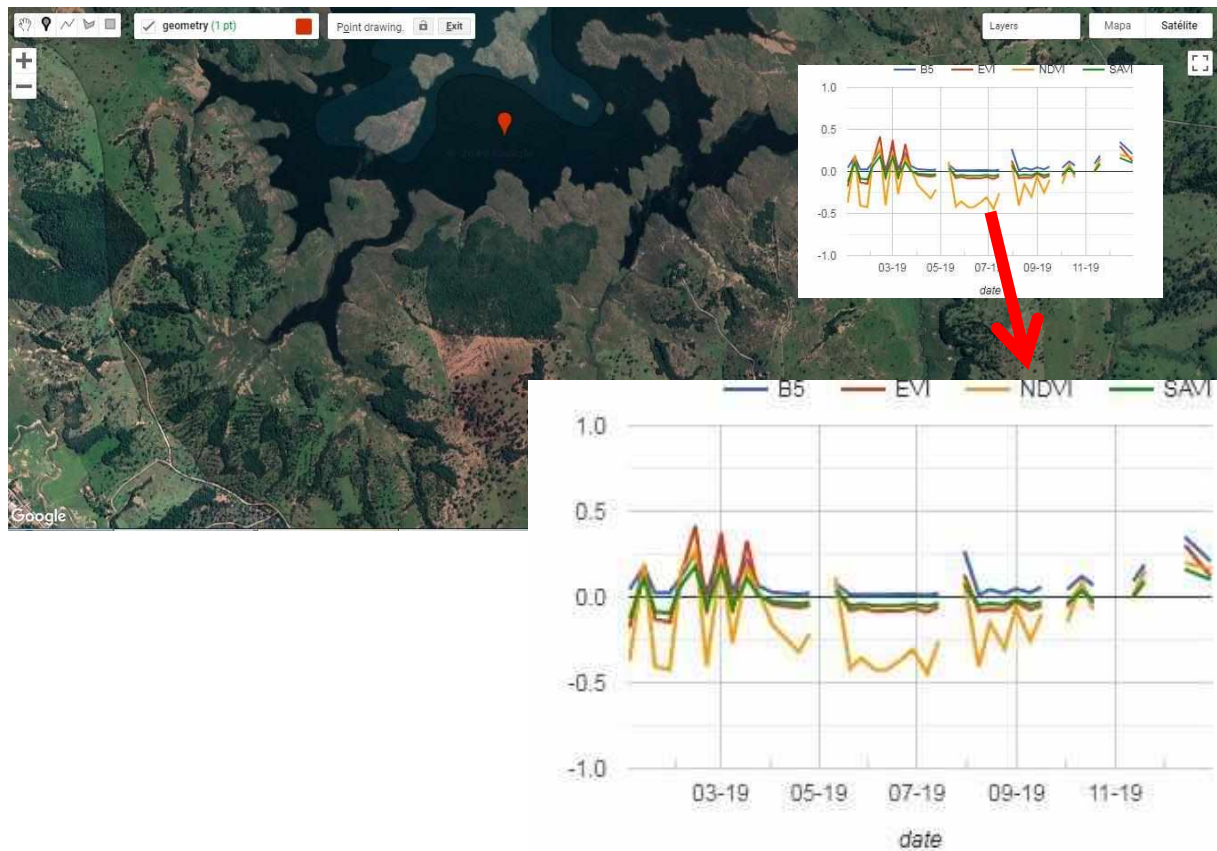 geometry (1 pt)
Point drawing. Exit
Layers
Mapa Satélite
B5 EVI NDVI SAVI
1.0
0.5
0.0
-0.5
-1.0
03-19 05-19 09-19 11-19
date
Google
B5 EVI NDVI SAVI
1.0
0.5
0.0
-0.5
-1.0
03-19 05-19 07-19 09-19 11-19
date